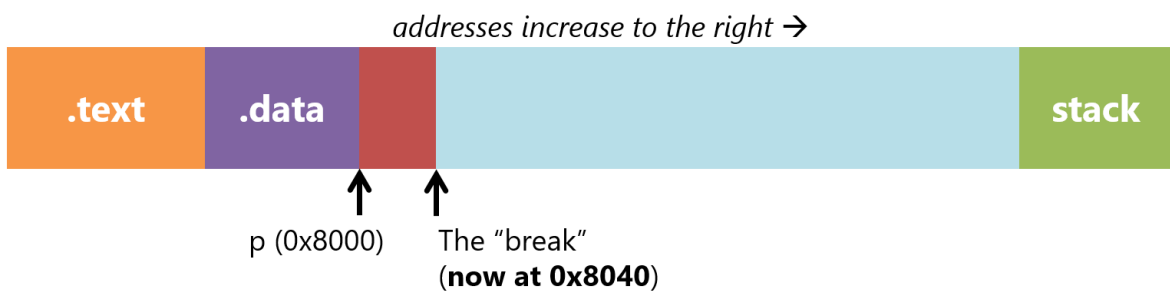 addresses increase to the right →
.text
.data
stack
p (0x8000)
The “break”
(now at 0x8040)